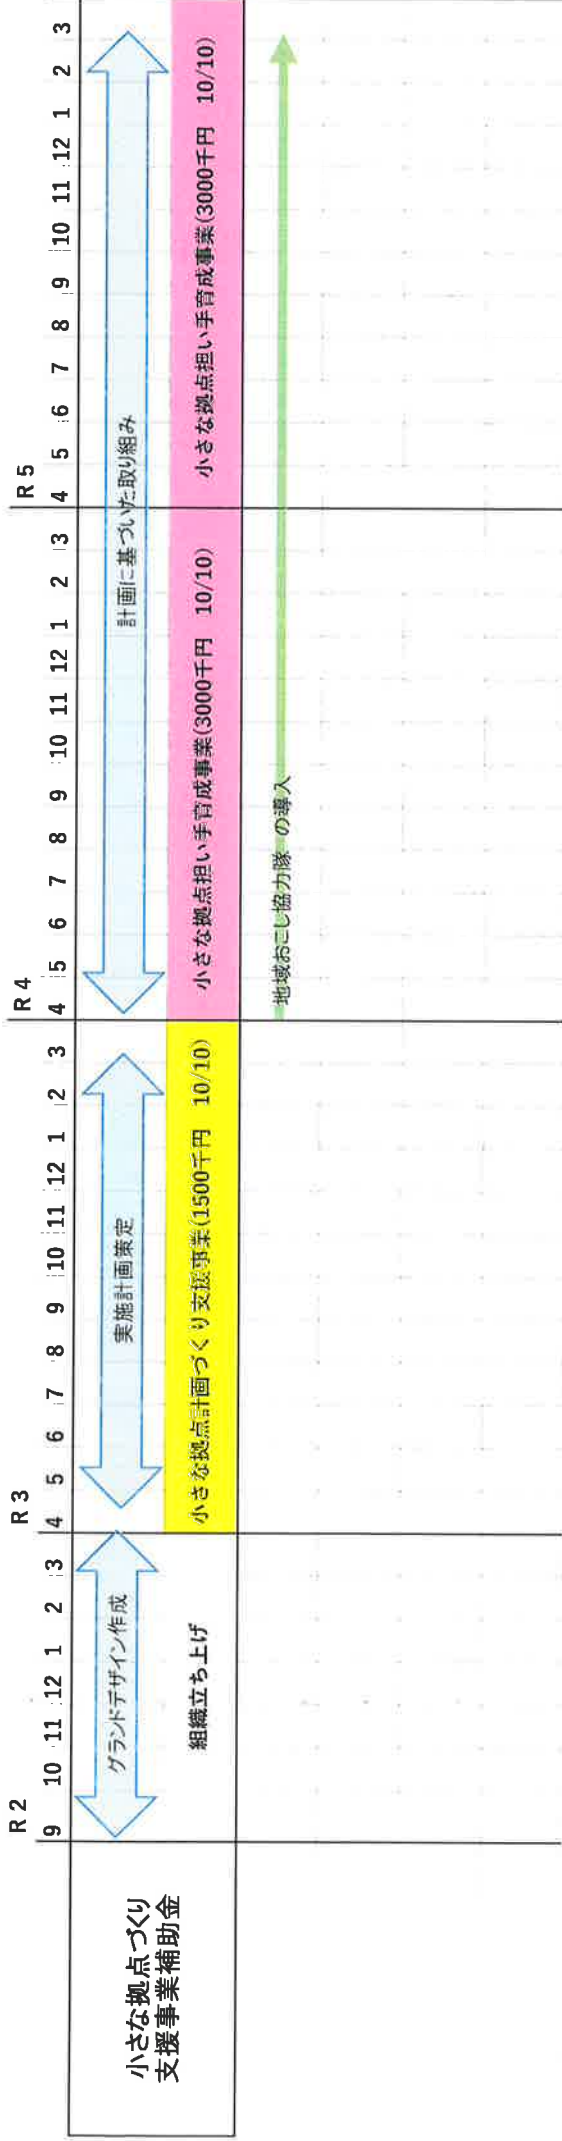 R 2
R 3
R 4
R 5
9 10 11 12 1 2 3 4 5 6 7 8 9 10 11 12 1 2 3 4 5 6 7 8 9 10 11 12 1 2 3 4 5 6 7 8 9 10 11 12 1 2 3
小さな拠点づくり
支援事業補助金
グランドデザイン作成
実施計画策定
計画に基づいた取り組み
組織立ち上げ
小さな拠点計画づくり支援事業(1500千円 10/10)
小さな拠点担い手育成事業(3000千円 10/10)
小さな拠点担い手育成事業(3000千円 10/10)
地域おこし協力隊 の導入